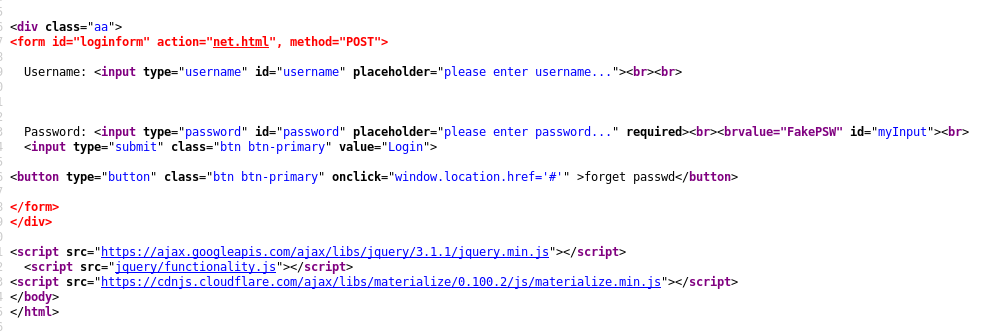 <div class="aa">
<form id="loginform" action="net.html", method="POST">
Username: <input type="username" id="username" placeholder="please enter username..."><br><br>
Password: <input type="password" id="password" placeholder="please enter password..." required><br><brvalue="FakePSW" id="myInput"><br>
<input type="submit" class="btn btn-primary" value="Login">
<button type="button" class="btn btn-primary" onclick="window.location.href='#'" >forget passwd</button>
</form>
</div>
<script src="https://ajax.googleapis.com/ajax/libs/jquery/3.1.1/jquery.min.js"></script>
<script src="jquery/functionality.js"></script>
<script src="https://cdnjs.cloudflare.com/ajax/libs/materialize/0.100.2/js/materialize.min.js"></script>
</body>
</html>